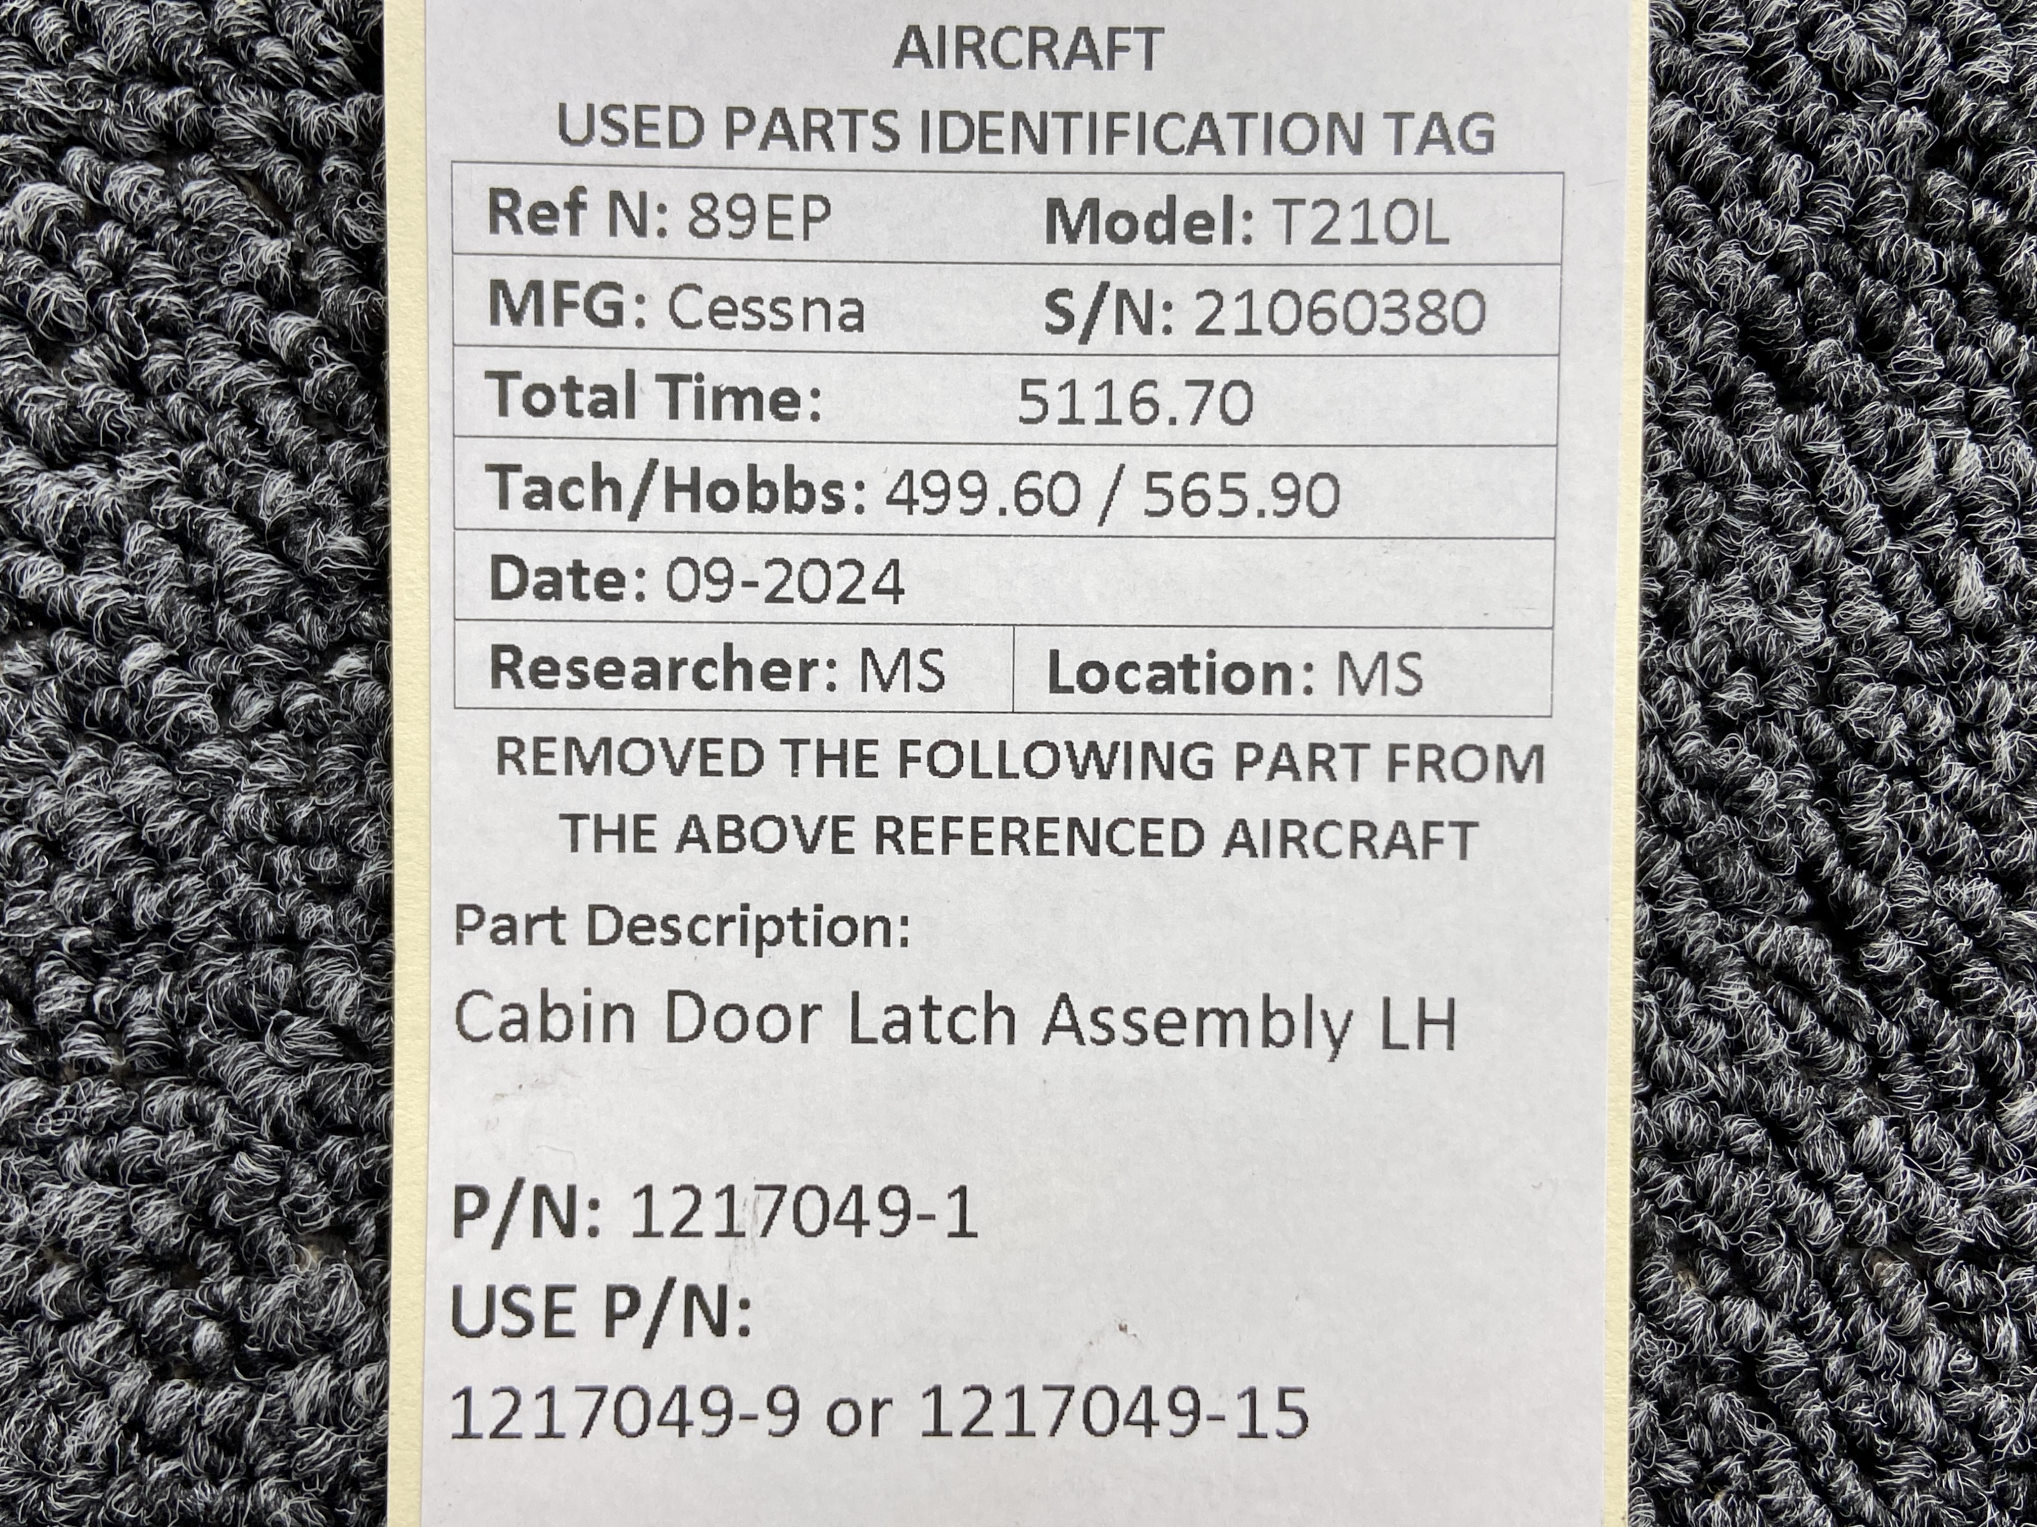 AIRCRAFT
USED PARTS IDENTIFICATION TAG
Ref N: 89EP Model: T210L
MFG: Cessna S/N: 21060380
Total Time: 5116.70
Tach/Hobbs: 499.60 / 565.90
Date: 09-2024
Researcher: MS Location: MS
REMOVED THE FOLLOWING PART FROM
THE ABOVE REFERENCED AIRCRAFT
Part Description:
Cabin Door Latch Assembly LH
P/N: 1217049-1
USE P/N:
1217049-9 or 1217049-15